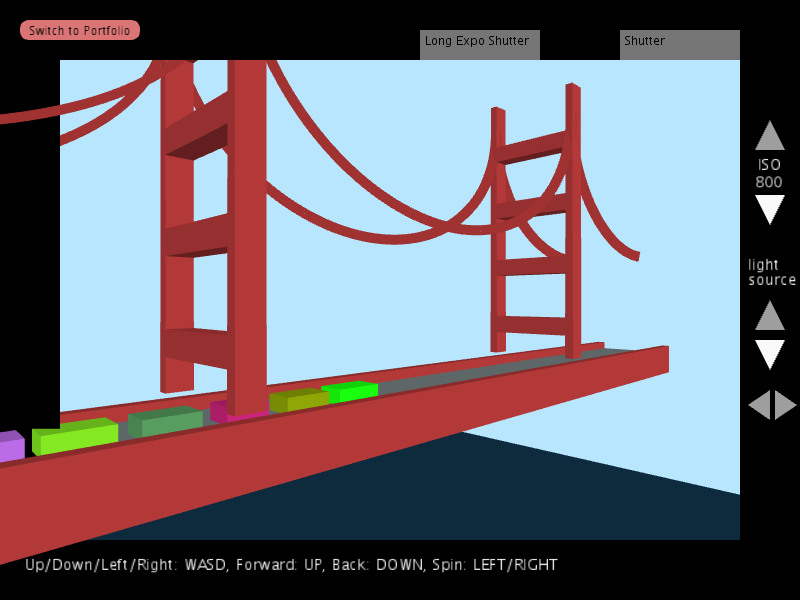 Switch to Portfolio
Long Expo Shutter
Shutter
ISO
800
light
source
Up/Down/Left/Right: WASD, Forward: UP, Back: DOWN, Spin: LEFT/RIGHT